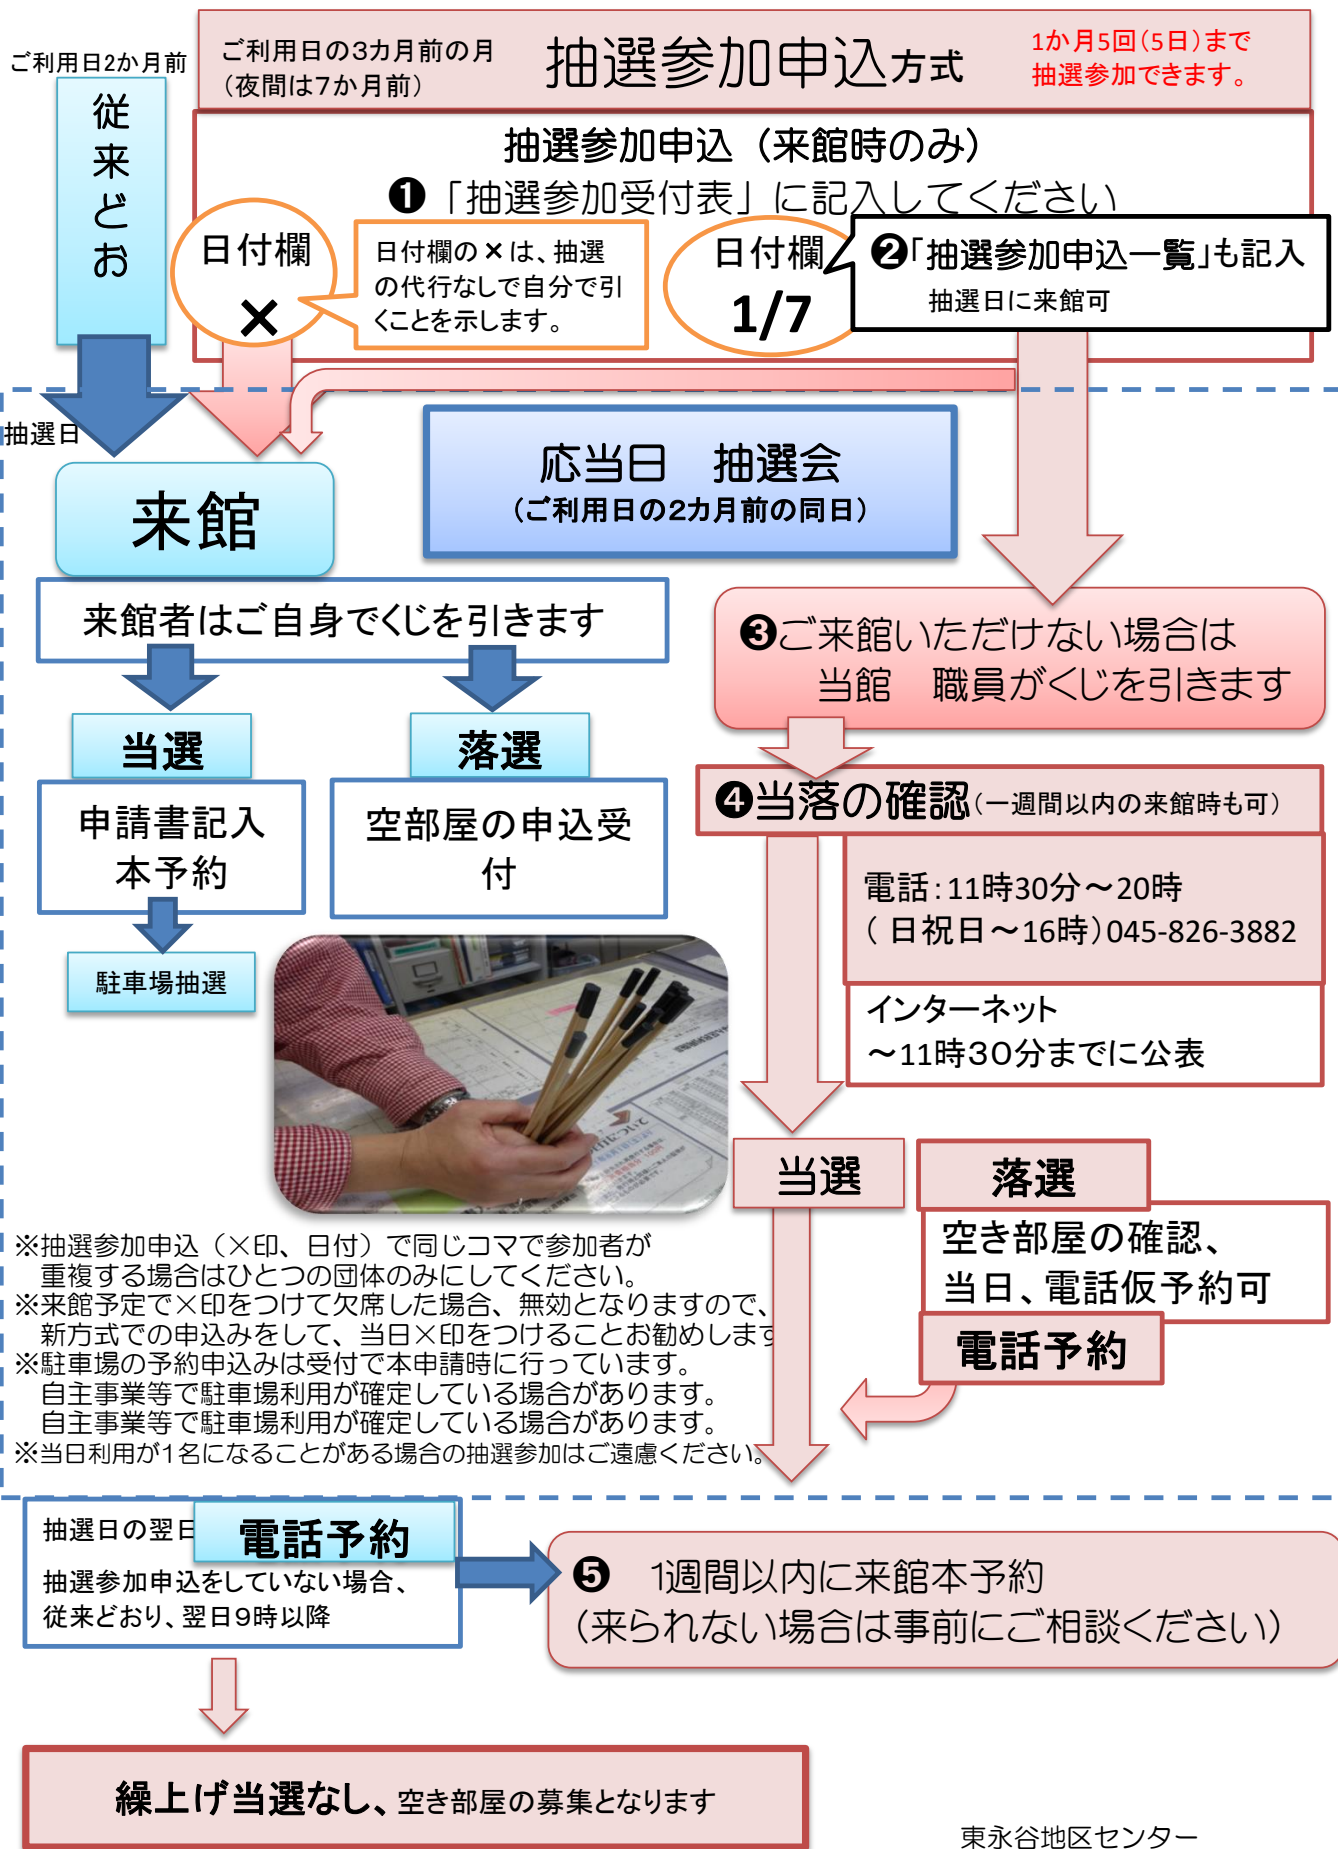 ご利用日2か月前
従来どお
ご利用日の3カ月前の月
（夜間は7か月前）
抽選参加申込方式
1か月5回（5日）まで
抽選参加できます。
抽選参加申込（来館時のみ）
❶「抽選参加受付表」に記入してください
日付欄
×
日付欄の×は、抽選
の代行なしで自分で引
くことを示します。
日付欄
1/7
❷「抽選参加申込一覧」も記入
抽選日に来館可
抽選日
来館
応当日　抽選会
（ご利用日の2カ月前の同日）
来館者はご自身でくじを引きます
当選
申請書記入
本予約
駐車場抽選
落選
空部屋の申込受
付
❸ご来館いただけない場合は
当館　職員がくじを引きます
❹当落の確認（一週間以内の来館時も可）
電話：11時30分～20時
（ 日祝日～16時）045-826-3882
インターネット
～11時３０分までに公表
当選
落選
空き部屋の確認、
当日、電話仮予約可
電話予約
※抽選参加申込（×印、日付）で同じコマで参加者が
重複する場合はひとつの団体のみにしてください。
※来館予定で×印をつけて欠席した場合、無効となりますので、
新方式での申込みをして、当日×印をつけることお勧めします
※駐車場の予約申込みは受付で本申請時に行っています。
自主事業等で駐車場利用が確定している場合があります。
自主事業等で駐車場利用が確定している場合があります。
※当日利用が1名になることがある場合の抽選参加はご遠慮ください。
抽選日の翌日
電話予約
抽選参加申込をしていない場合、
従来どおり、翌日９時以降
❺　1週間以内に来館本予約
（来られない場合は事前にご相談ください）
繰上げ当選なし、空き部屋の募集となります
東永谷地区センター